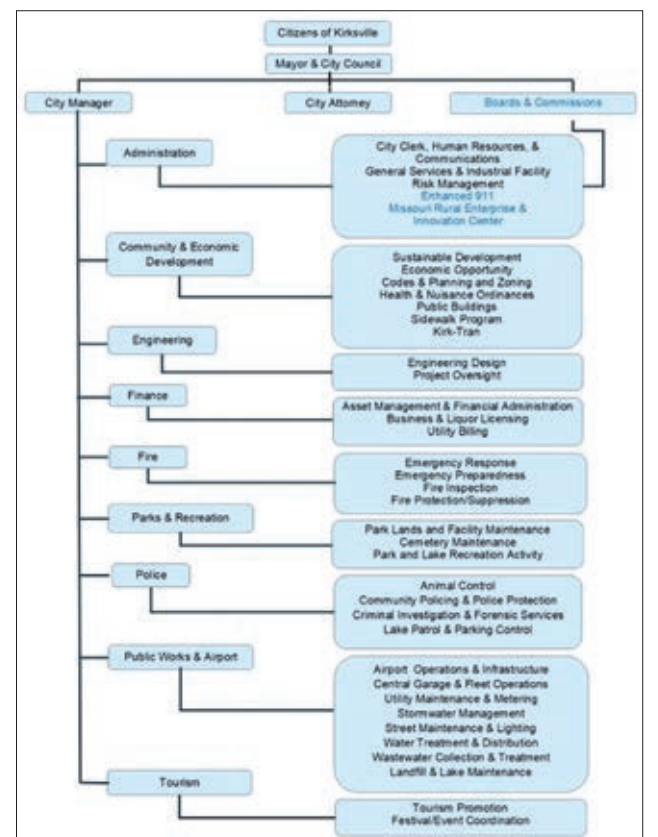 Citizens of Kirksville
Mayor & City Council
City Manager
City Attorney
Boards & Commissions
Administration
City Clerk, Human Resources, &
Communications
General Services & Industrial Facility
Risk Management
Enhanced 911
Missouri Rural Enterprise &
Innovation Center
Community & Economic
Development
Sustainable Development
Economic Opportunity
Codes & Planning and Zoning
Health & Nuisance Ordinances
Public Buildings
Sidewalk Program
Kirk-Tran
Engineering
Engineering Design
Project Oversight
Finance
Asset Management & Financial Administration
Business & Liquor Licensing
Utility Billing
Fire
Emergency Response
Emergency Preparedness
Fire Inspection
Fire Protection/Suppression
Parks & Recreation
Park Lands and Facility Maintenance
Cemetery Maintenance
Park and Lake Recreation Activity
Police
Animal Control
Community Policing & Police Protection
Criminal Investigation & Forensic Services
Lake Patrol & Parking Control
Public Works & Airport
Airport Operations & Infrastructure
Central Garage & Fleet Operations
Utility Maintenance & Metering
Stormwater Management
Street Maintenance & Lighting
Water Treatment & Distribution
Wastewater Collection & Treatment
Landfill & Lake Maintenance
Tourism
Tourism Promotion
Festival/Event Coordination